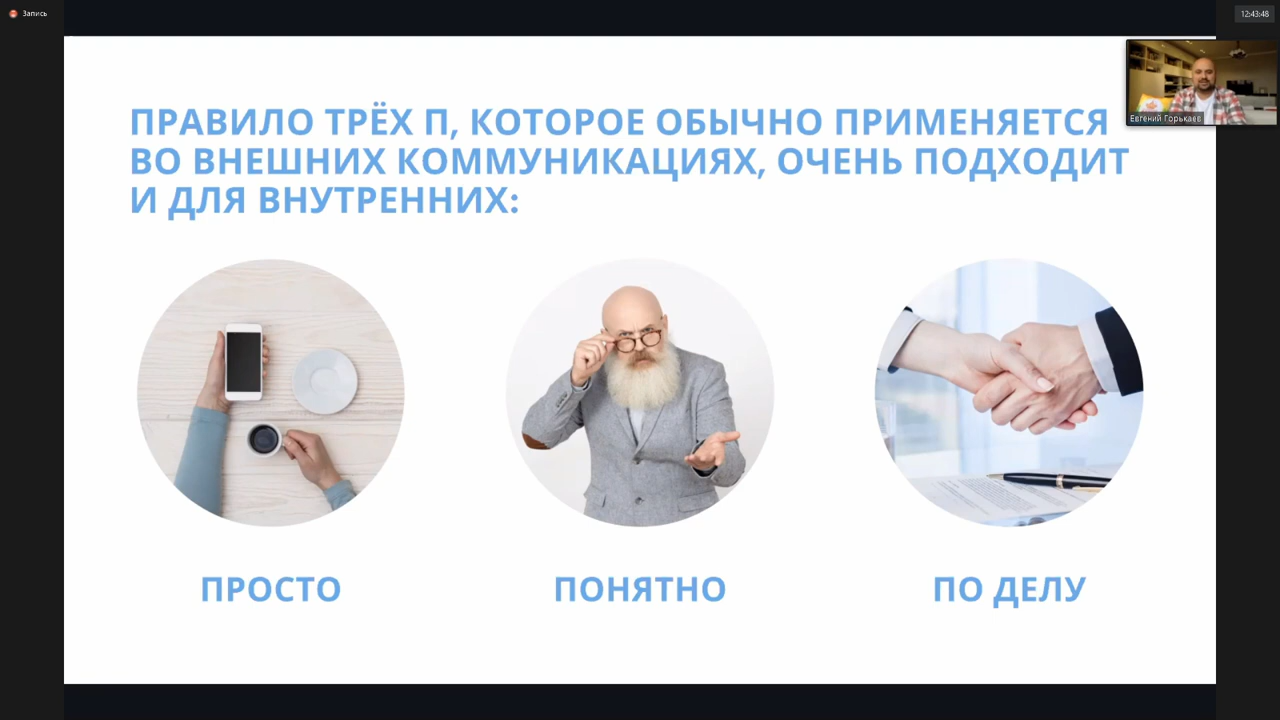 Запись
12:43:48
Евгений Горькаев
ПРАВИЛО ТРЁХ П, КОТОРОЕ ОБЫЧНО ПРИМЕНЯЕТСЯ
ВО ВНЕШНИХ КОММУНИКАЦИЯХ, ОЧЕНЬ ПОДХОДИТ
И ДЛЯ ВНУТРЕННИХ:
ПРОСТО
ПОНЯТНО
ПО ДЕЛУ